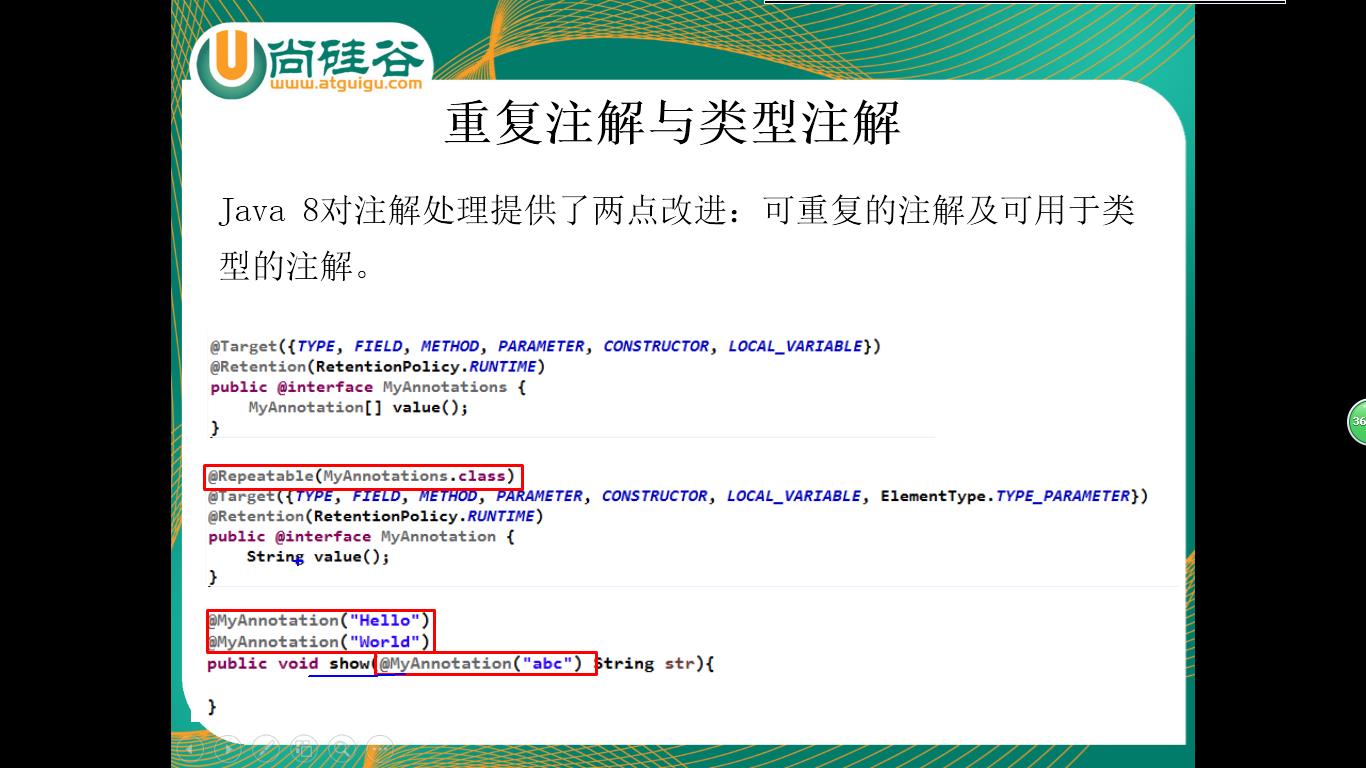 尚硅谷
www.atguigu.com
重复注解与类型注解
Java 8对注解处理提供了两点改进：可重复的注解及可用于类
型的注解。
@Target({TYPE, FIELD, METHOD, PARAMETER, CONSTRUCTOR, LOCAL_VARIABLE})
@Retention(RetentionPolicy.RUNTIME)
public @interface MyAnnotations {
    MyAnnotation[] value();
}
@Repeatable(MyAnnotations.class)
@Target({TYPE, FIELD, METHOD, PARAMETER, CONSTRUCTOR, LOCAL_VARIABLE, ElementType.TYPE_PARAMETER})
@Retention(RetentionPolicy.RUNTIME)
public @interface MyAnnotation {
    String value();
}
@MyAnnotation("Hello")
@MyAnnotation("World")
public void show(@MyAnnotation("abc") String str){
}
36